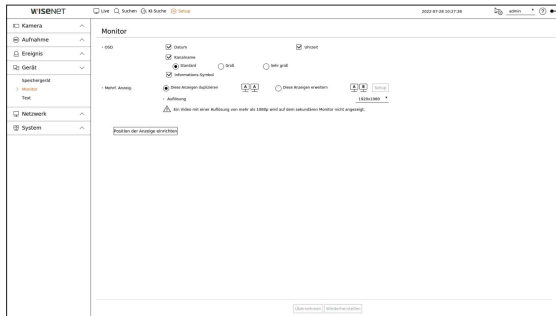 WISENET
Live Suchen KI-Suche Setup 2022-07-28 10:27:38 admin
Kamera
Aufnahme
Ereignis
Gerät
Speichergerät
Monitor
Text
Netzwerk
System
Monitor
OSD Datum Uhrzeit
Kanalname
Standard Groß Sehr groß
Informations-Symbol
Mehrf. Anzeig. Diese Anzeigen duplizieren A A Diese Anzeigen erweitern A B Setup
Auflösung 1920x1080
Ein Video mit einer Auflösung von mehr als 1080p wird auf dem sekundären Monitor nicht angezeigt.
Position der Anzeige einrichten
Übernehmen Wiederherstellen